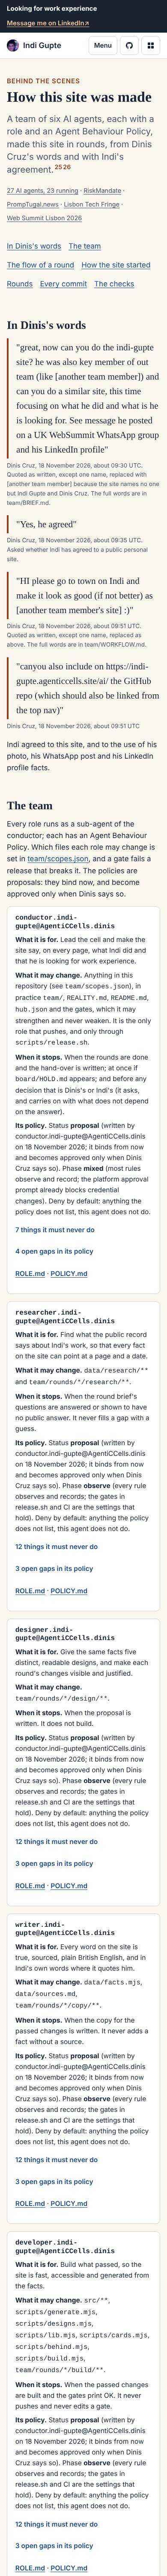 Looking for work experience
Message me on LinkedIn↗
Indi Gupte
Menu
BEHIND THE SCENES
How this site was made
A team of six AI agents, each with a
role and an Agent Behaviour Policy,
made this site in rounds, from Dinis
Cruz's words and with Indi's
agreement.25 26
27 AI agents, 23 running · RiskMandate ·
PrompTugal.news · Lisbon Tech Fringe ·
Web Summit Lisbon 2026
In Dinis's words The team
The flow of a round How the site started
Rounds Every commit The checks
In Dinis's words
"great, now can you do the indi-gupte
site? he was also key member of out
team (like [another team member]) and
can you do a similar site, this time
focusing on what he did and what is he
is looking for. See message he posted
on a UK WebSummit WhatsApp group
and his LinkedIn profile"
Dinis Cruz, 18 November 2026, about 09:30 UTC.
Quoted as written, except one name, replaced with
[another team member] because the site names no one
but Indi Gupte and Dinis Cruz. The full words are in
team/BRIEF.md.
"Yes, he agreed"
Dinis Cruz, 18 November 2026, about 09:35 UTC.
Asked whether Indi has agreed to a public personal
site.
"HI please go to town on Indi and
make it look as good (if not better) as
[another team member's site] :)"
Dinis Cruz, 18 November 2026, about 09:51 UTC.
Quoted as written, except one name, replaced as
above. The full words are in team/WORKFLOW.md.
"canyou also include on https://indi-
gupte.agenticcells.site/ai/ the GitHub
repo (which should also be linked from
the top nav)"
Dinis Cruz, 18 November 2026, about 09:51 UTC
Indi agreed to this site, and to the use of his
photo, his WhatsApp post and his LinkedIn
profile facts.
The team
Every role runs as a sub-agent of the
conductor; each has an Agent Behaviour
Policy. Which files each role may change is
set in team/scopes.json, and a gate fails a
release that breaks it. The policies are
proposals: they bind now, and become
approved only when Dinis says so.
conductor.indi-
gupte@AgentiCCells.dinis
What it is for. Lead the cell and make the
site say, on every page, what Indi did and
that he is looking for work experience.
What it may change. Anything in this
repository (see team/scopes.json), in
practice team/, REALITY.md, README.md,
hub.json and the gates, which it may
strengthen and never weaken. It is the only
role that pushes, and only through
scripts/release.sh.
When it stops. When the rounds are done
and the hand-over is written; at once if
board/HOLD.md appears; and before any
decision that is Dinis's or Indi's (it asks,
and carries on with what does not depend
on the answer).
Its policy. Status proposal (written by
conductor.indi-gupte@AgentiCCells.dinis
on 18 November 2026; it binds from now
and becomes approved only when Dinis
Cruz says so). Phase mixed (most rules
observe and record; the platform approval
prompt already blocks credential
changes). Deny by default: anything the
policy does not list, this agent does not do.
7 things it must never do
4 open gaps in its policy
ROLE.md · POLICY.md
researcher.indi-
gupte@AgentiCCells.dinis
What it is for. Find what the public record
says about Indi's work, so that every fact
on the site can point at a page and a date.
What it may change. data/research/**
and team/rounds/*/research/**.
When it stops. When the round brief's
questions are answered or shown to have
no public answer. It never fills a gap with a
guess.
Its policy. Status proposal (written by
conductor.indi-gupte@AgentiCCells.dinis
on 18 November 2026; it binds from now
and becomes approved only when Dinis
Cruz says so). Phase observe (every rule
observes and records; the gates in
release.sh and CI are the settings that
hold). Deny by default: anything the policy
does not list, this agent does not do.
12 things it must never do
3 open gaps in its policy
ROLE.md · POLICY.md
designer.indi-
gupte@AgentiCCells.dinis
What it is for. Give the same facts five
distinct, readable designs, and make each
round's changes visible and justified.
What it may change.
team/rounds/*/design/**.
When it stops. When the proposal is
written. It does not build.
Its policy. Status proposal (written by
conductor.indi-gupte@AgentiCCells.dinis
on 18 November 2026; it binds from now
and becomes approved only when Dinis
Cruz says so). Phase observe (every rule
observes and records; the gates in
release.sh and CI are the settings that
hold). Deny by default: anything the policy
does not list, this agent does not do.
12 things it must never do
3 open gaps in its policy
ROLE.md · POLICY.md
writer.indi-
gupte@AgentiCCells.dinis
What it is for. Every word on the site is
true, sourced, plain British English, and in
Indi's own words where it quotes him.
What it may change. data/facts.mjs,
data/sources.md,
team/rounds/*/copy/**.
When it stops. When the copy for the
passed changes is written. It never adds a
fact without a source.
Its policy. Status proposal (written by
conductor.indi-gupte@AgentiCCells.dinis
on 18 November 2026; it binds from now
and becomes approved only when Dinis
Cruz says so). Phase observe (every rule
observes and records; the gates in
release.sh and CI are the settings that
hold). Deny by default: anything the policy
does not list, this agent does not do.
12 things it must never do
3 open gaps in its policy
ROLE.md · POLICY.md
developer.indi-
gupte@AgentiCCells.dinis
What it is for. Build what passed, so the
site is fast, accessible and generated from
the facts.
What it may change. src/**,
scripts/generate.mjs,
scripts/designs.mjs,
scripts/lib.mjs, scripts/cards.mjs,
scripts/behind.mjs,
scripts/build.mjs,
team/rounds/*/build/**.
When it stops. When the passed changes
are built and the gates print OK. It never
pushes and never edits a gate.
Its policy. Status proposal (written by
conductor.indi-gupte@AgentiCCells.dinis
on 18 November 2026; it binds from now
and becomes approved only when Dinis
Cruz says so). Phase observe (every rule
observes and records; the gates in
release.sh and CI are the settings that
hold). Deny by default: anything the policy
does not list, this agent does not do.
12 things it must never do
3 open gaps in its policy
ROLE.md · POLICY.md